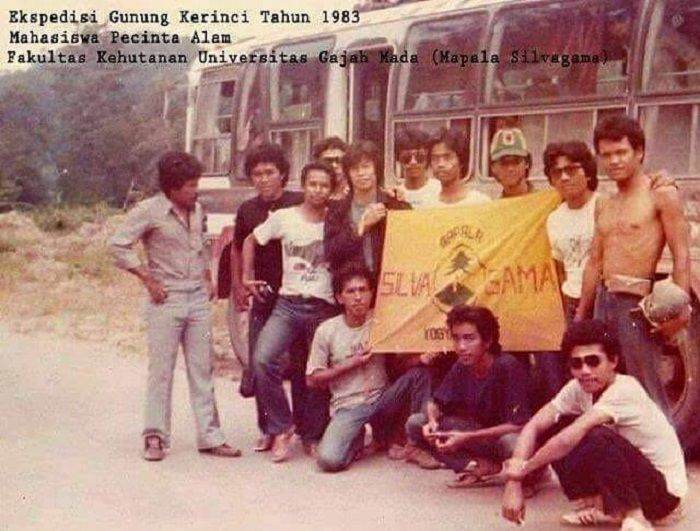 Ekspedisi Gunung Kerinci Tahun 1983
Mahasiswa Pecinta Alam
Fakultas Kehutanan Universitas Gajah Mada (Mapala Silvagama)
MAPALA
SILVA GAMA